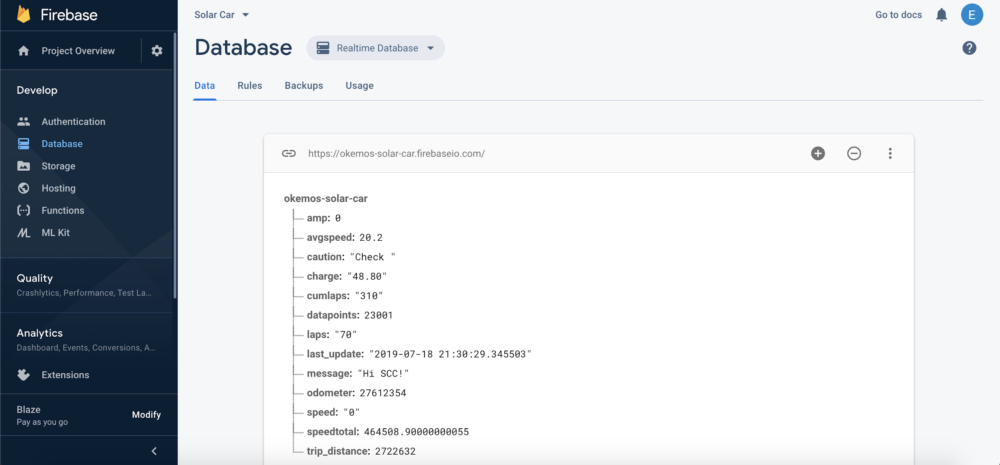 Firebase
Project Overview
Develop
Authentication
Database
Storage
Hosting
Functions
ML Kit
Quality
Crashlytics, Performance, Test La...
Analytics
Dashboard, Events, Conversions, A...
Extensions
Blaze
Pay as you go
Modify
Solar Car
Go to docs
E
Database
Realtime Database
?
Data Rules Backups Usage
https://okemos-solar-car.firebaseio.com/
okemos-solar-car
amp: 0
avgspeed: 20.2
caution: "Check "
charge: "48.80"
cumlaps: "310"
datapoints: 23001
laps: "70"
last_update: "2019-07-18 21:30:29.345503"
message: "Hi SCC!"
odometer: 27612354
speed: "0"
speedtotal: 464508.90000000055
trip_distance: 2722632